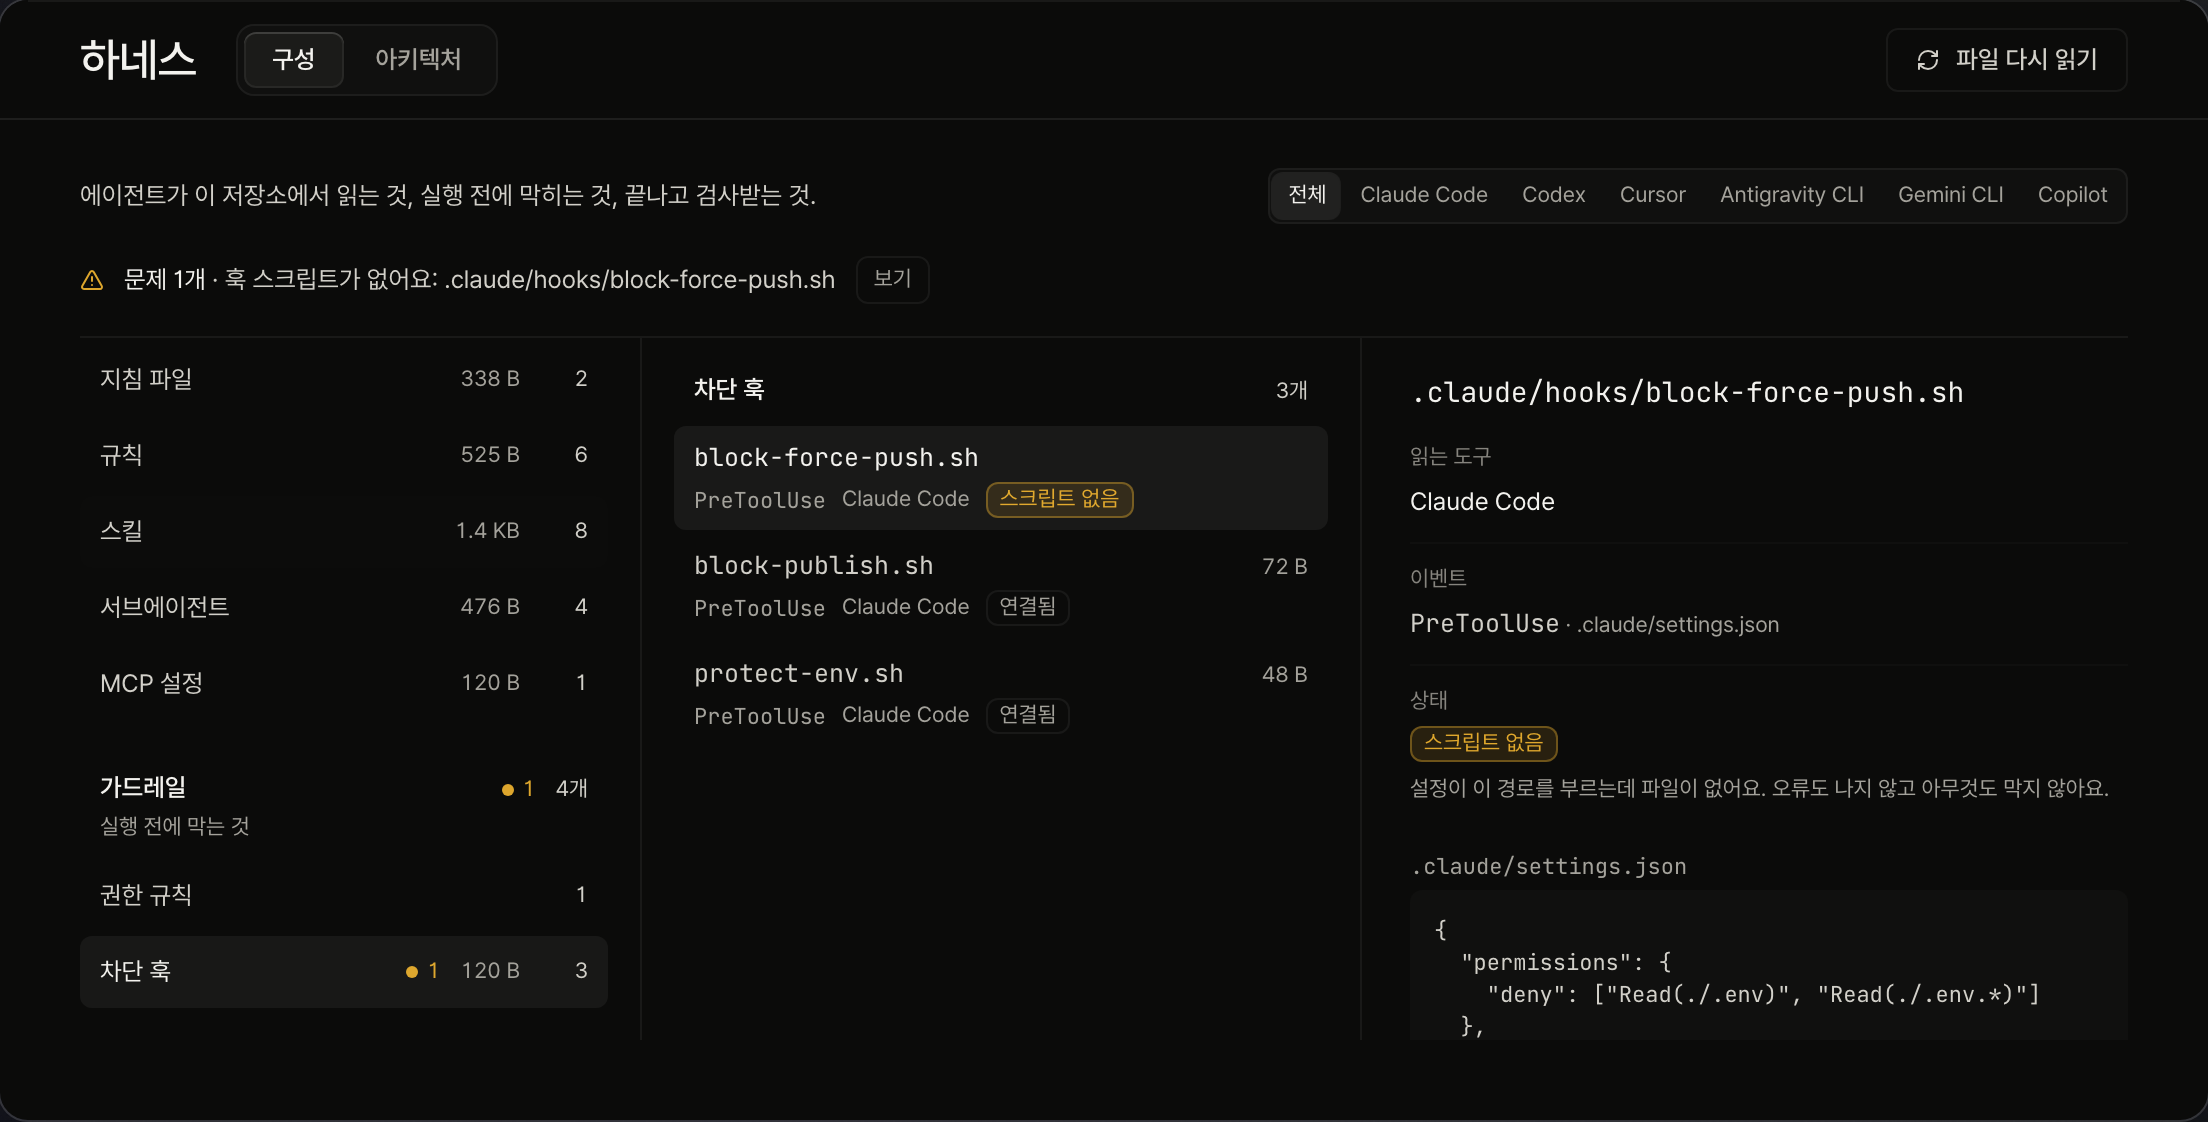 하네스
구성
아키텍처
파일 다시 읽기
에이전트가 이 저장소에서 읽는 것, 실행 전에 막히는 것, 끝나고 검사받는 것.
전체 Claude Code Codex Cursor Antigravity CLI Gemini CLI Copilot
문제 1개 · 훅 스크립트가 없어요: .claude/hooks/block-force-push.sh 보기
지침 파일 338 B 2
규칙 525 B 6
스킬 1.4 KB 8
서브에이전트 476 B 4
MCP 설정 120 B 1
가드레일 1 4개
실행 전에 막는 것
권한 규칙 1
차단 훅 1 120 B 3
차단 훅 3개
block-force-push.sh
PreToolUse Claude Code 스크립트 없음
block-publish.sh 72 B
PreToolUse Claude Code 연결됨
protect-env.sh 48 B
PreToolUse Claude Code 연결됨
.claude/hooks/block-force-push.sh
읽는 도구
Claude Code
이벤트
PreToolUse · .claude/settings.json
상태
스크립트 없음
설정이 이 경로를 부르는데 파일이 없어요. 오류도 나지 않고 아무것도 막지 않아요.
.claude/settings.json
{
"permissions": {
"deny": ["Read(./.env)", "Read(./.env.*)"]
},